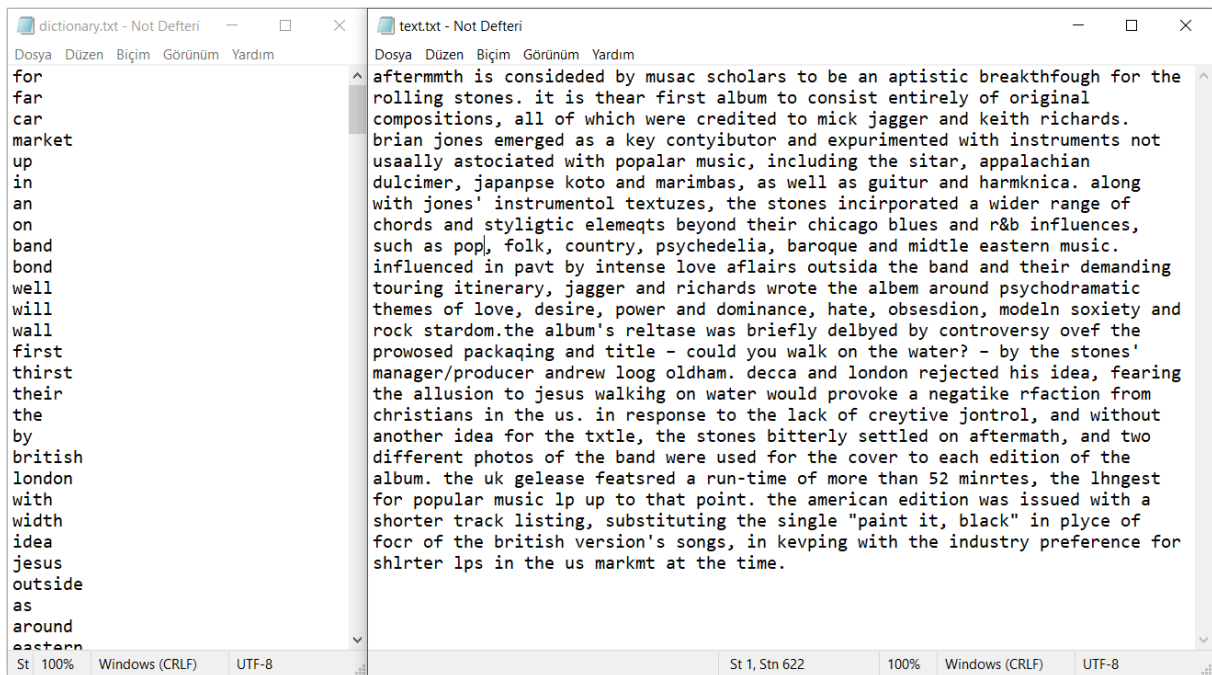 dictionary.txt - Not Defteri
Dosya Düzen Biçim Görünüm Yardım
for
far
car
market
up
in
an
on
band
bond
well
will
wall
first
thirst
their
the
by
british
london
with
width
idea
jesus
outside
as
around
eastern
St 100% Windows (CRLF) UTF-8
text.txt - Not Defteri
Dosya Düzen Biçim Görünüm Yardım
aftermmth is consideded by musac scholars to be an aptistic breakthfough for the
rolling stones. it is thear first album to consist entirely of original
compositions, all of which were credited to mick jagger and keith richards.
brian jones emerged as a key contyibutor and expurimented with instruments not
usaally astociated with popalar music, including the sitar, appalachian
dulcimer, japanpse koto and marimbas, as well as guitur and harmknica. along
with jones' instrumentol textuzes, the stones incirporated a wider range of
chords and styligtic elemeqts beyond their chicago blues and r&b influences,
such as pop, folk, country, psychedelia, baroque and midtle eastern music.
influenced in pavt by intense love aflairs outsida the band and their demanding
touring itinerary, jagger and richards wrote the albem around psychodramatic
themes of love, desire, power and dominance, hate, obsesdion, modeln soxiety and
rock stardom.the album's reltase was briefly delbyed by controversy ovef the
prowosed packaqing and title – could you walk on the water? – by the stones'
manager/producer andrew loog oldham. decca and london rejected his idea, fearing
the allusion to jesus walkihg on water would provoke a negatike rfaction from
christians in the us. in response to the lack of creytive jontrol, and without
another idea for the txtle, the stones bitterly settled on aftermath, and two
different photos of the band were used for the cover to each edition of the
album. the uk gelease featsred a run-time of more than 52 minrtes, the lhngest
for popular music lp up to that point. the american edition was issued with a
shorter track listing, substituting the single "paint it, black" in plyce of
focr of the british version's songs, in kevping with the industry preference for
shlrter lps in the us markmt at the time.
St 1, Stn 622 100% Windows (CRLF) UTF-8